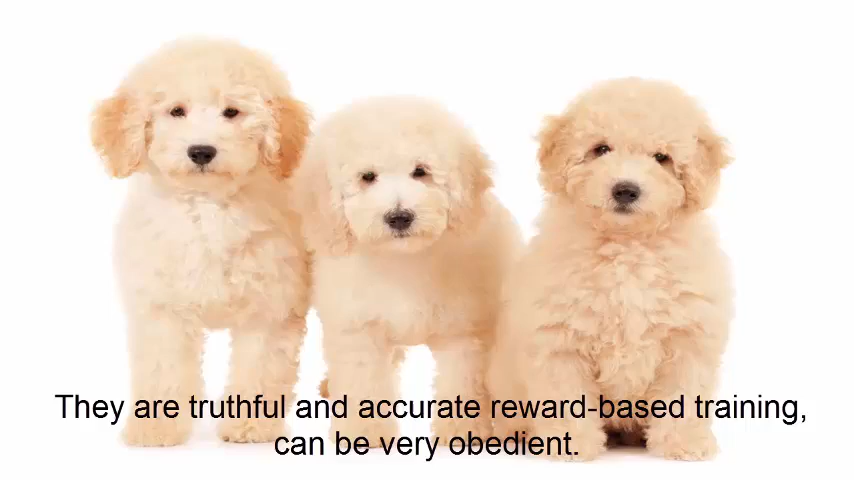 They are truthful and accurate reward-based training,
can be very obedient.